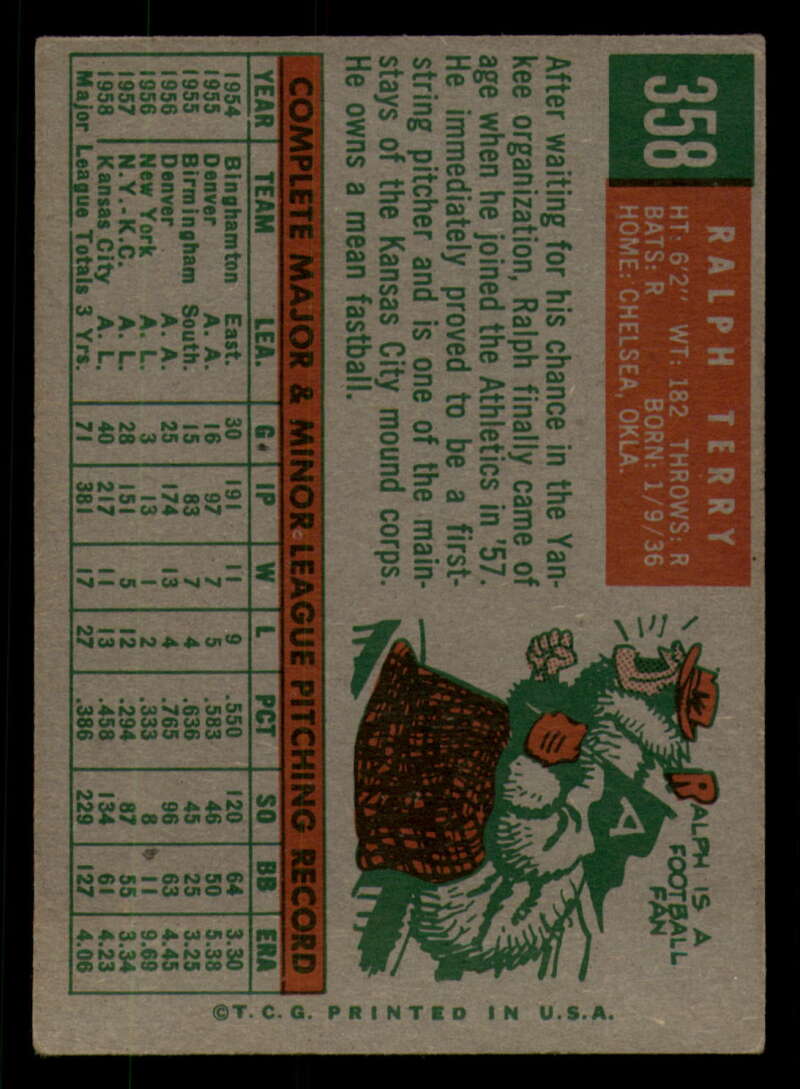 358
RALPH TERRY
HT: 6'2" WT: 182 THROWS: R
BATS: R BORN: 1/9/36
HOME: CHELSEA, OKLA.
After waiting for his chance in the Yan-
kee organization, Ralph finally came of
age when he joined the Athletics in '57.
He immediately proved to be a first-
string pitcher and is one of the main-
stays of the Kansas City mound corps.
He owns a mean fastball.
RALPH IS A
FOOTBALL
FAN
A
COMPLETE MAJOR & MINOR LEAGUE PITCHING RECORD
YEAR TEAM LEA. G IP W L PCT SO BB ERA
1954 Binghamton East. 30 191 11 9 .550 120 64 3.30
1955 Denver A. A. 16 97 7 5 .583 46 50 5.38
1955 Birmingham South. 15 83 7 4 .636 45 25 3.25
1956 Denver A. A. 25 174 13 4 .765 96 63 4.45
1956 New York A. L. 3 13 1 2 .333 8 11 9.69
1957 N.Y.-K.C. A. L. 28 151 5 12 .294 87 55 3.34
1958 Kansas City A. L. 40 217 11 13 .458 134 61 4.23
Major League Totals 3 Yrs. 71 381 17 27 .386 229 127 4.06
©T.C.G. PRINTED IN U.S.A.